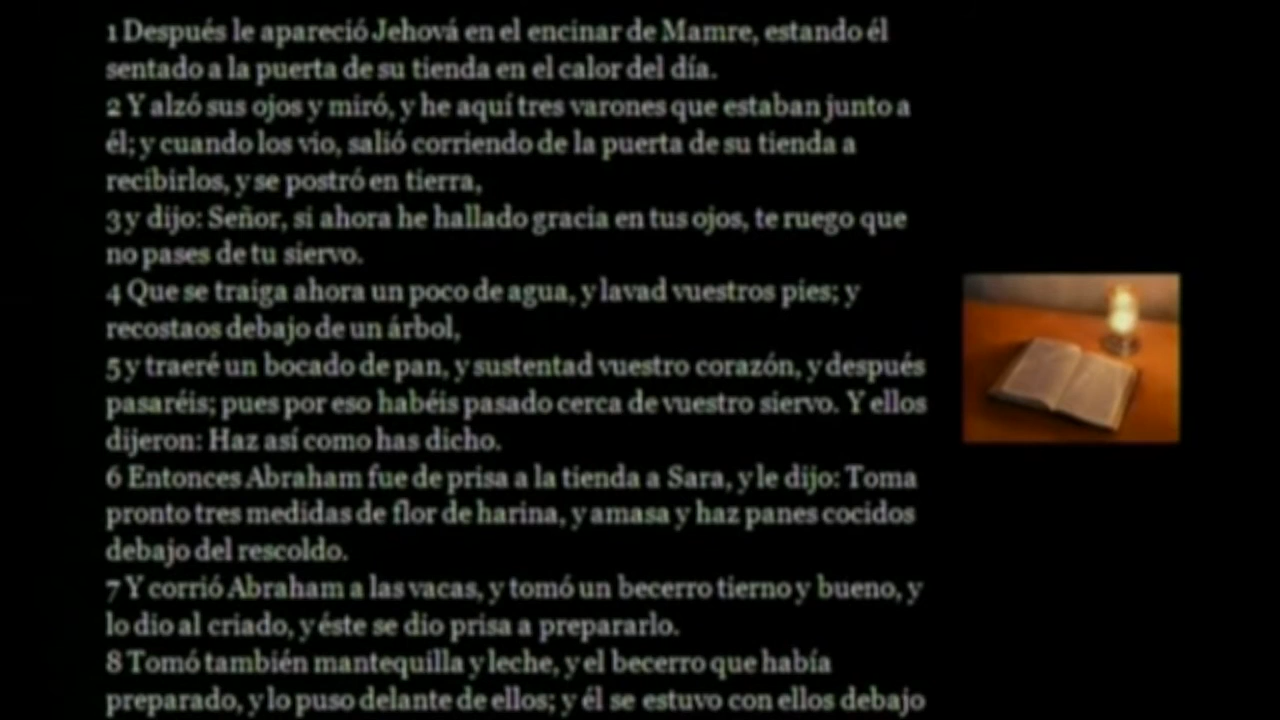 1 Después le apareció Jehová en el encinar de Mamre, estando él
sentado a la puerta de su tienda en el calor del día.
2 Y alzó sus ojos y miró, y he aquí tres varones que estaban junto a
él; y cuando los vio, salió corriendo de la puerta de su tienda a
recibirlos, y se postró en tierra,
3 y dijo: Señor, si ahora he hallado gracia en tus ojos, te ruego que
no pases de tu siervo.
4 Que se traiga ahora un poco de agua, y lavad vuestros pies; y
recostaos debajo de un árbol,
5 y traeré un bocado de pan, y sustentad vuestro corazón, y después
pasaréis; pues por eso habéis pasado cerca de vuestro siervo. Y ellos
dijeron: Haz así como has dicho.
6 Entonces Abraham fue de prisa a la tienda a Sara, y le dijo: Toma
pronto tres medidas de flor de harina, y amasa y haz panes cocidos
debajo del rescoldo.
7 Y corrió Abraham a las vacas, y tomó un becerro tierno y bueno, y
lo dio al criado, y éste se dio prisa a prepararlo.
8 Tomó también mantequilla y leche, y el becerro que había
preparado, y lo puso delante de ellos; y él se estuvo con ellos debajo